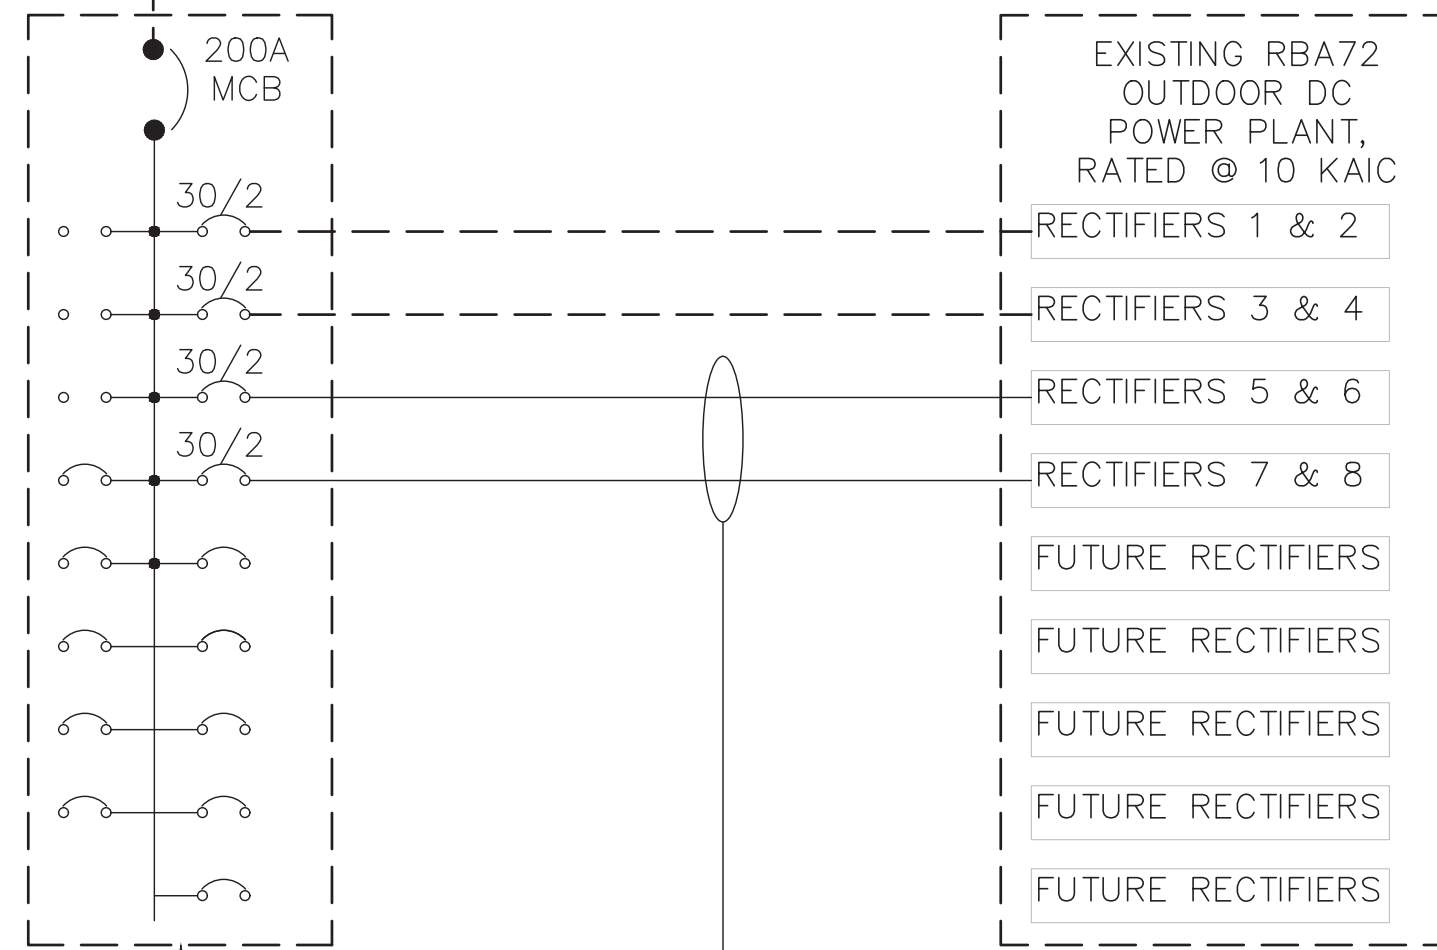 200A
MCB
30/2
30/2
30/2
30/2
EXISTING RBA72
OUTDOOR DC
POWER PLANT,
RATED @ 10 KAIC
RECTIFIERS 1 & 2
RECTIFIERS 3 & 4
RECTIFIERS 5 & 6
RECTIFIERS 7 & 8
FUTURE RECTIFIERS
FUTURE RECTIFIERS
FUTURE RECTIFIERS
FUTURE RECTIFIERS
FUTURE RECTIFIERS